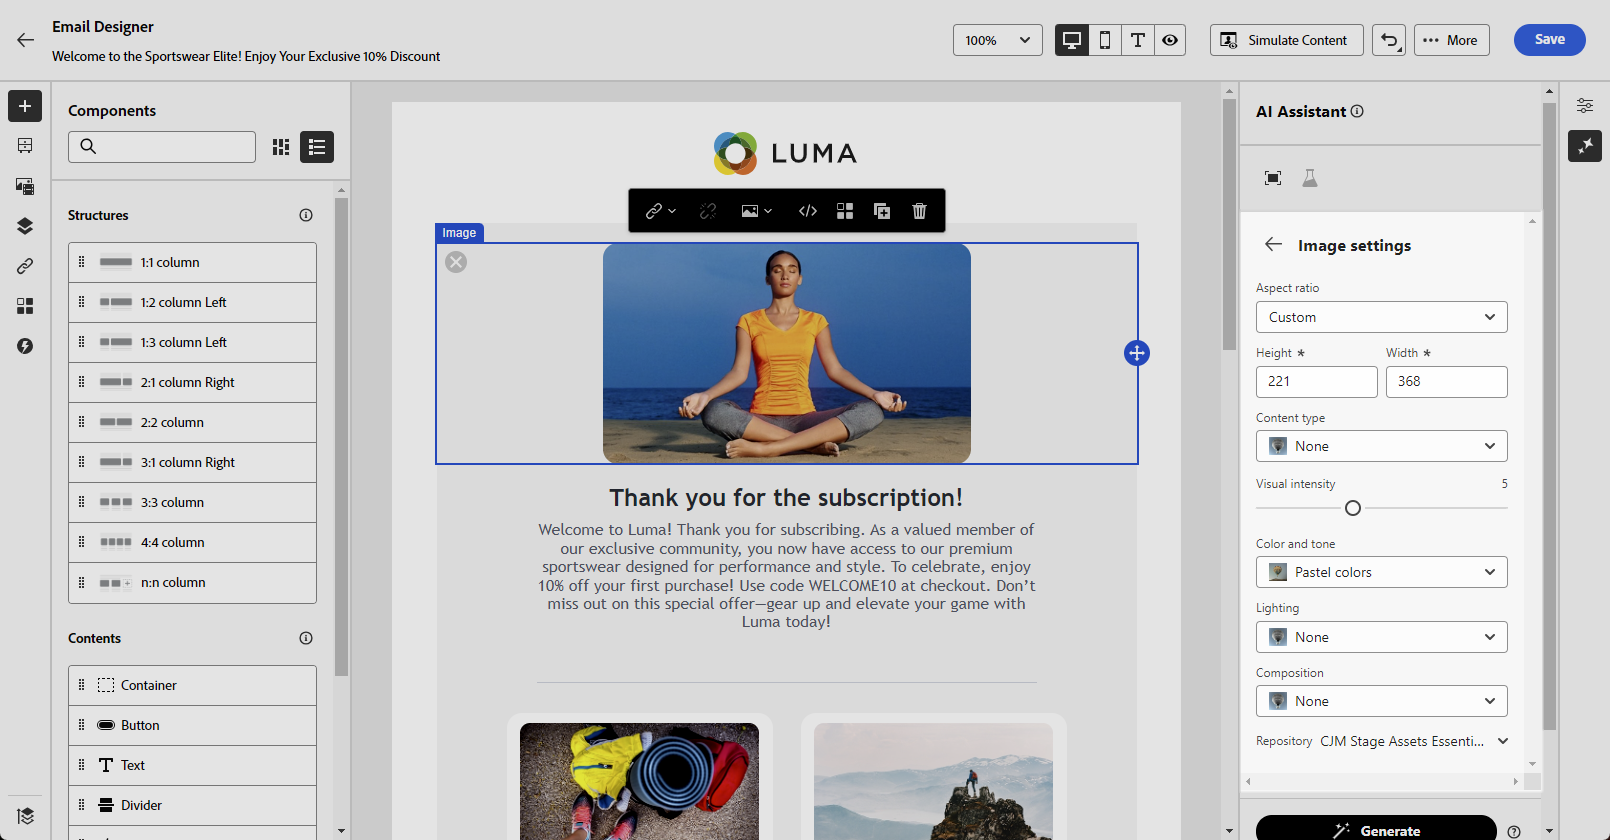 Email Designer
Welcome to the Sportswear Elite! Enjoy Your Exclusive 10% Discount
100%
Simulate Content
More
Save
Components
Structures
1:1 column
1:2 column Left
1:3 column Left
2:1 column Right
2:2 column
3:1 column Right
3:3 column
4:4 column
n:n column
Contents
Container
Button
Text
Divider
LUMA
Image
Thank you for the subscription!
Welcome to Luma! Thank you for subscribing. As a valued member of
our exclusive community, you now have access to our premium
sportswear designed for performance and style. To celebrate, enjoy
10% off your first purchase! Use code WELCOME10 at checkout. Don’t
miss out on this special offer—gear up and elevate your game with
Luma today!
AI Assistant
Image settings
Aspect ratio
Custom
Height *
Width *
221
368
Content type
None
Visual intensity
5
Color and tone
Pastel colors
Lighting
None
Composition
None
Repository CJM Stage Assets Essenti...
Generate